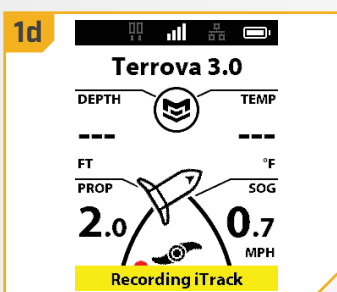 1d
Terrova 3.0
DEPTH TEMP
--- ---
FT °F
PROP SOG
2.0 0.7
MPH
Recording iTrack